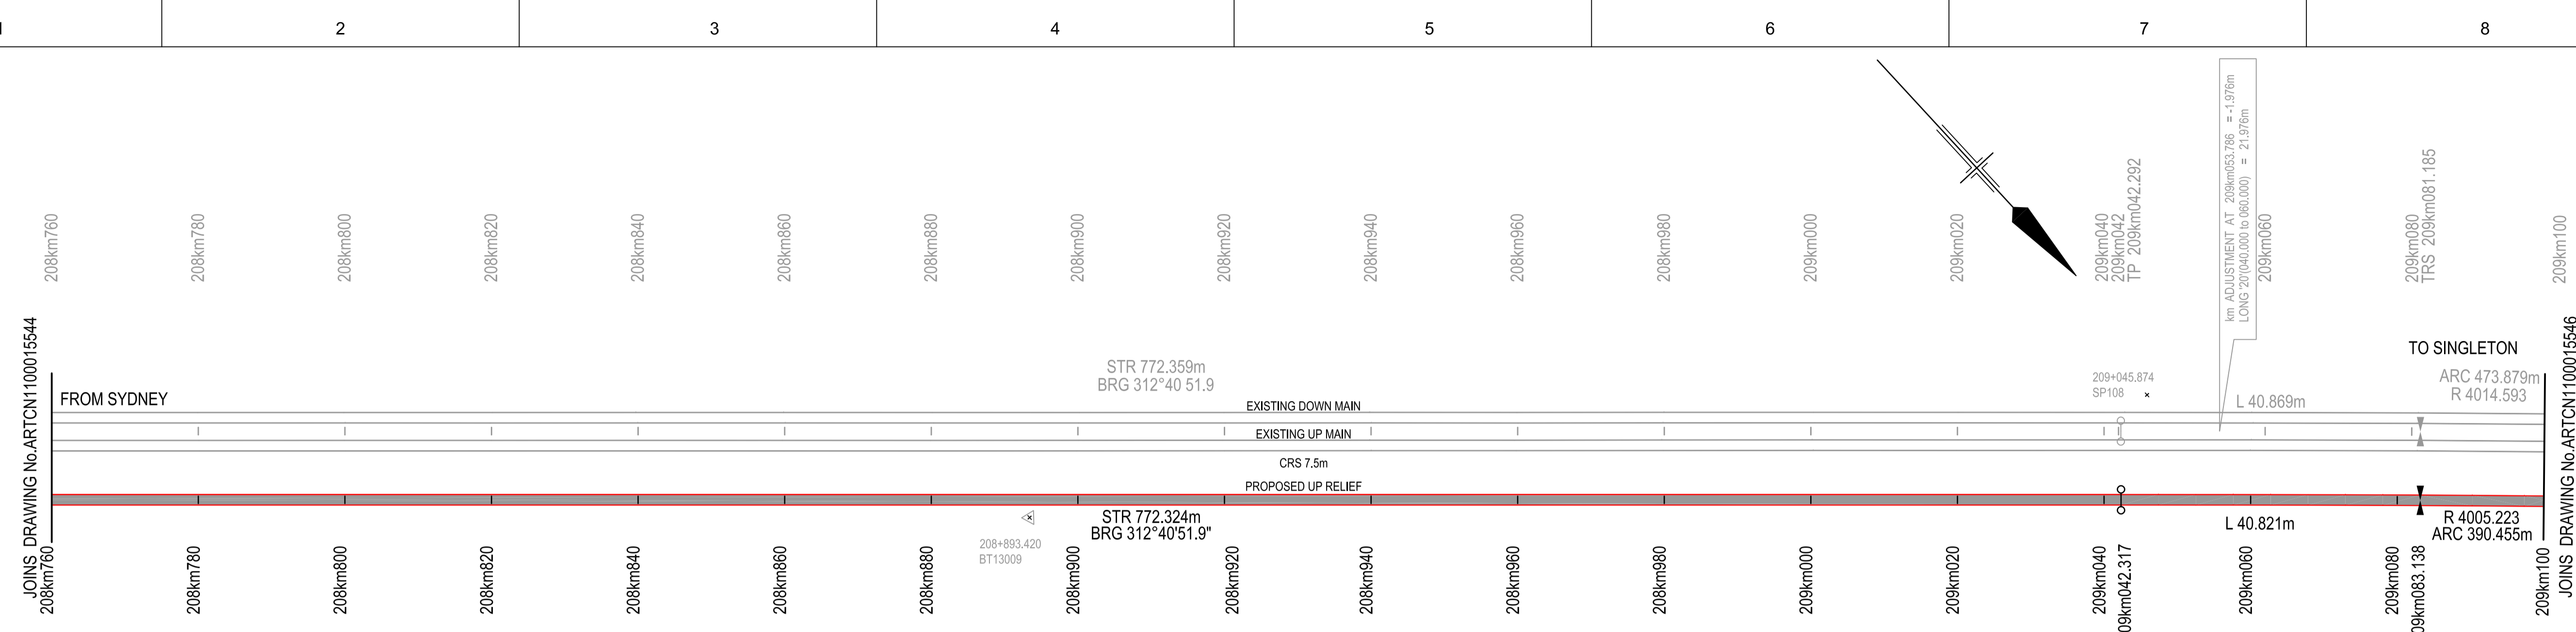 2
3
4
5
6
7
8
208km760
208km780
208km800
208km820
208km840
208km860
208km880
208km900
208km920
208km940
208km960
208km980
209km000
209km020
209km040
209km042
TP 209km042.292
km ADJUSTMENT AT 209km053.786 = -1.976m
LONG '20'(040.000 to 060.000) = 21.976m
209km060
209km080
TRS 209km081.185
209km100
JOINS DRAWING No.ARTCN1100015544
FROM SYDNEY
STR 772.359m
BRG 312°40 51.9
EXISTING DOWN MAIN
EXISTING UP MAIN
CRS 7.5m
PROPOSED UP RELIEF
209+045.874
SP108
L 40.869m
TO SINGLETON
ARC 473.879m
R 4014.593
JOINS DRAWING No.ARTCN1100015546
208+893.420
BT13009
STR 772.324m
BRG 312°40'51.9"
L 40.821m
R 4005.223
ARC 390.455m
208km760
208km780
208km800
208km820
208km840
208km860
208km880
208km900
208km920
208km940
208km960
208km980
209km000
209km020
209km040
09km042.317
209km060
209km080
09km083.138
209km100